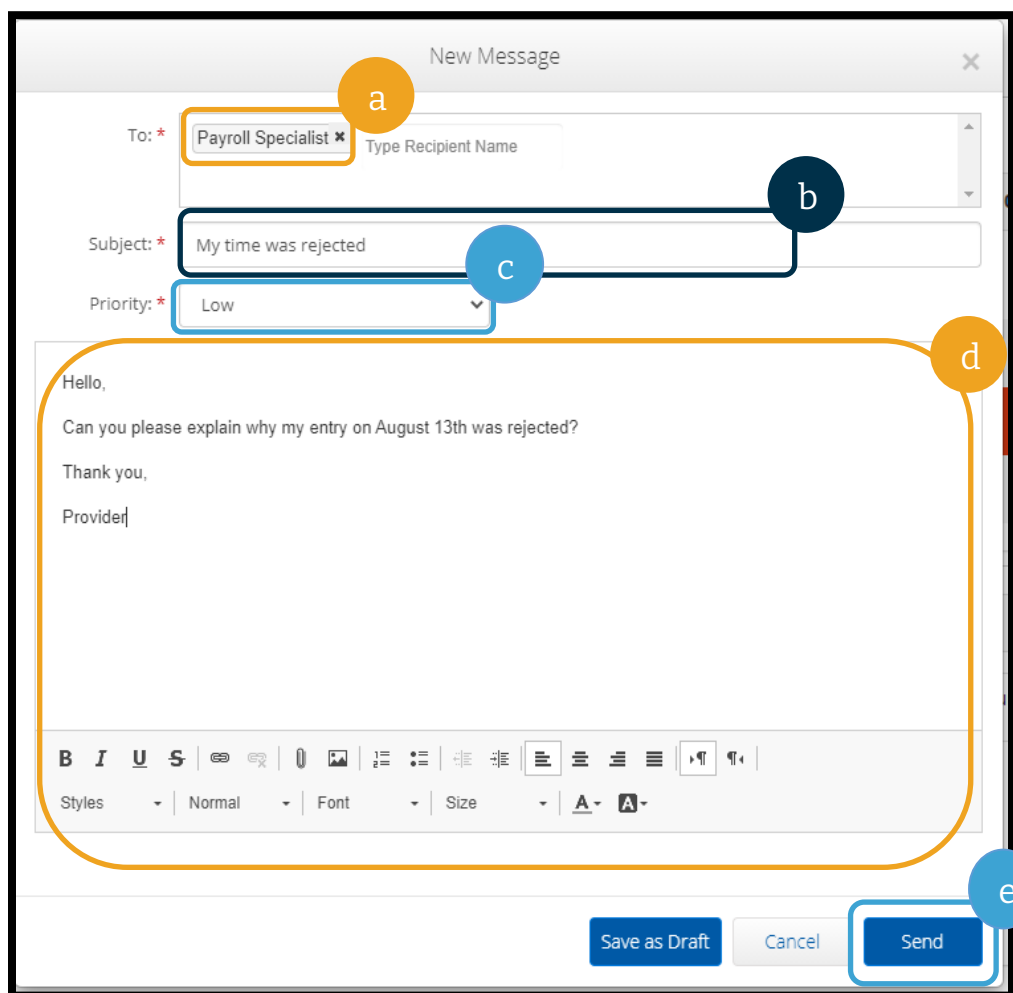 New Message ×
a
To: * Payroll Specialist ✖ Type Recipient Name
b
Subject: * My time was rejected
c
Priority: * Low
d
Hello,
Can you please explain why my entry on August 13th was rejected?
Thank you,
Provider
B I U S
Styles Normal Font Size A A
e
Save as Draft Cancel Send